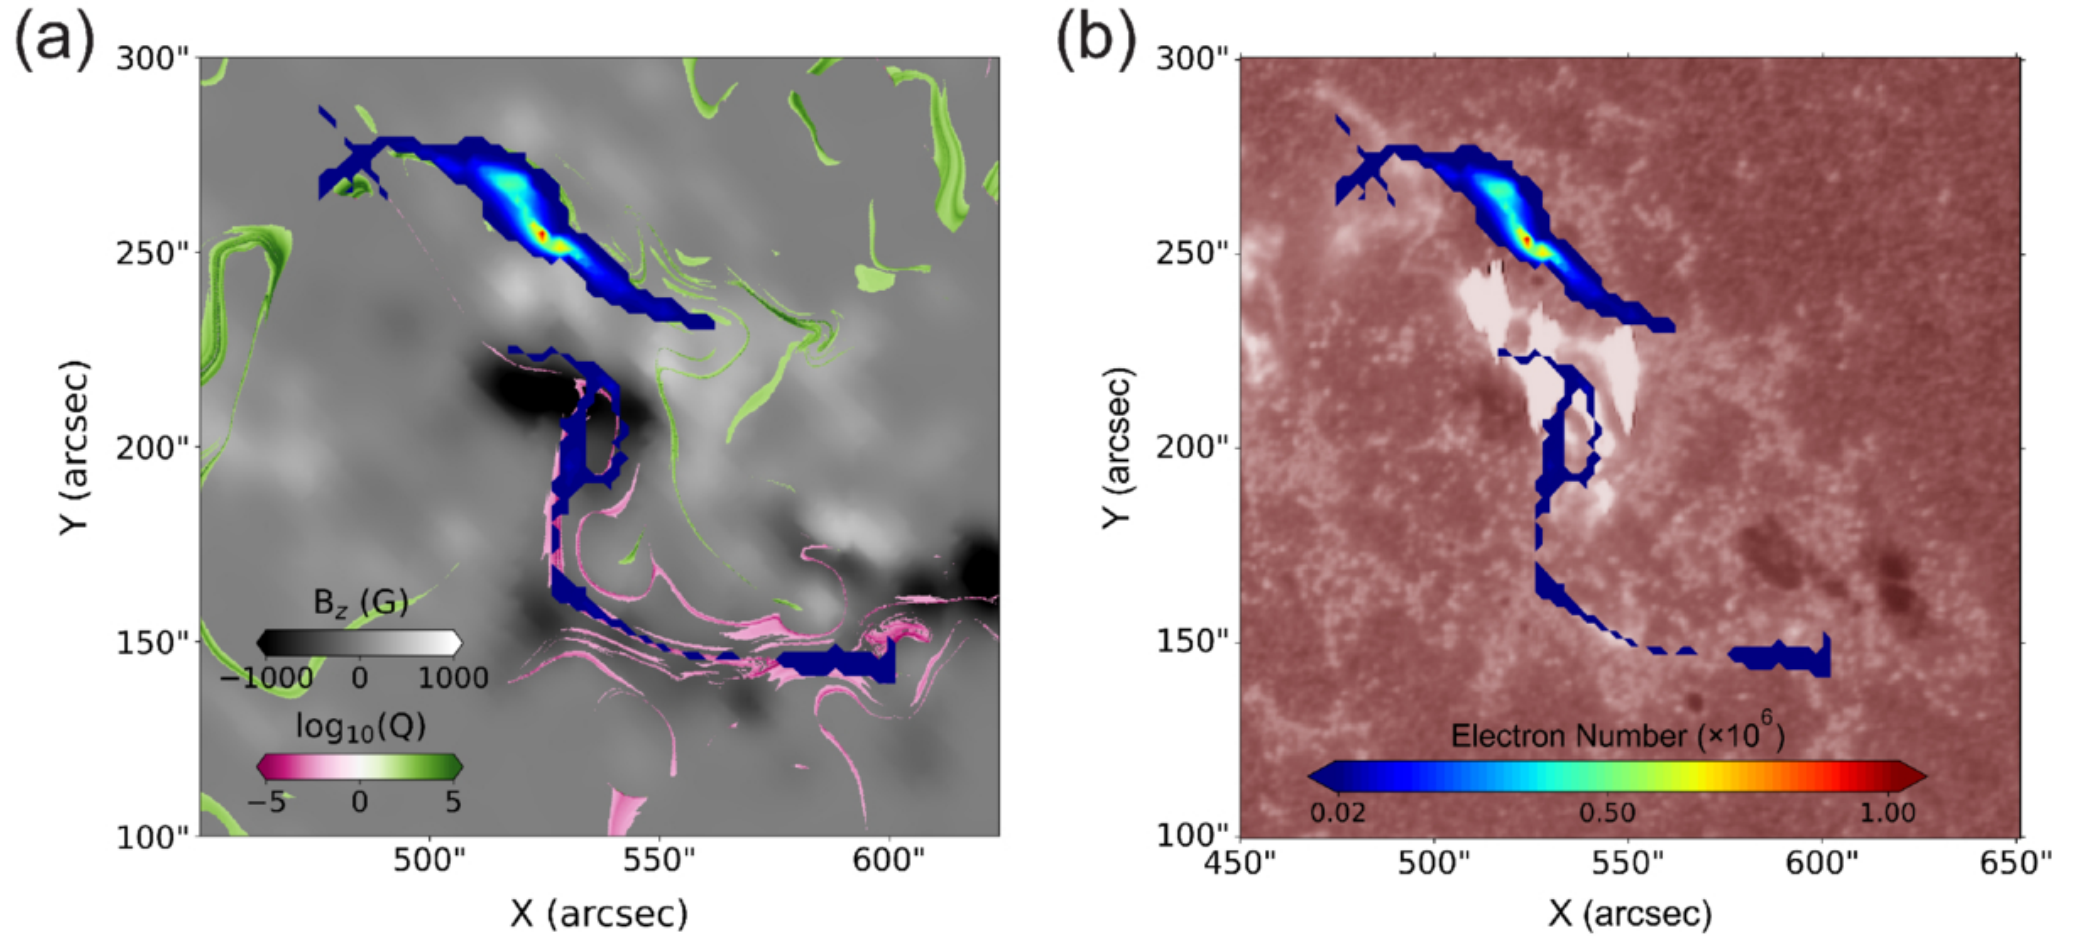 (a)
300"
250"
200"
150"
100"
Y (arcsec)
B_z (G)
−1000 0 1000
log₁₀(Q)
−5 0 5
500" 550" 600"
X (arcsec)
(b)
300"
250"
200"
150"
100"
Y (arcsec)
Electron Number (×10⁶)
0.02 0.50 1.00
450" 500" 550" 600" 650"
X (arcsec)